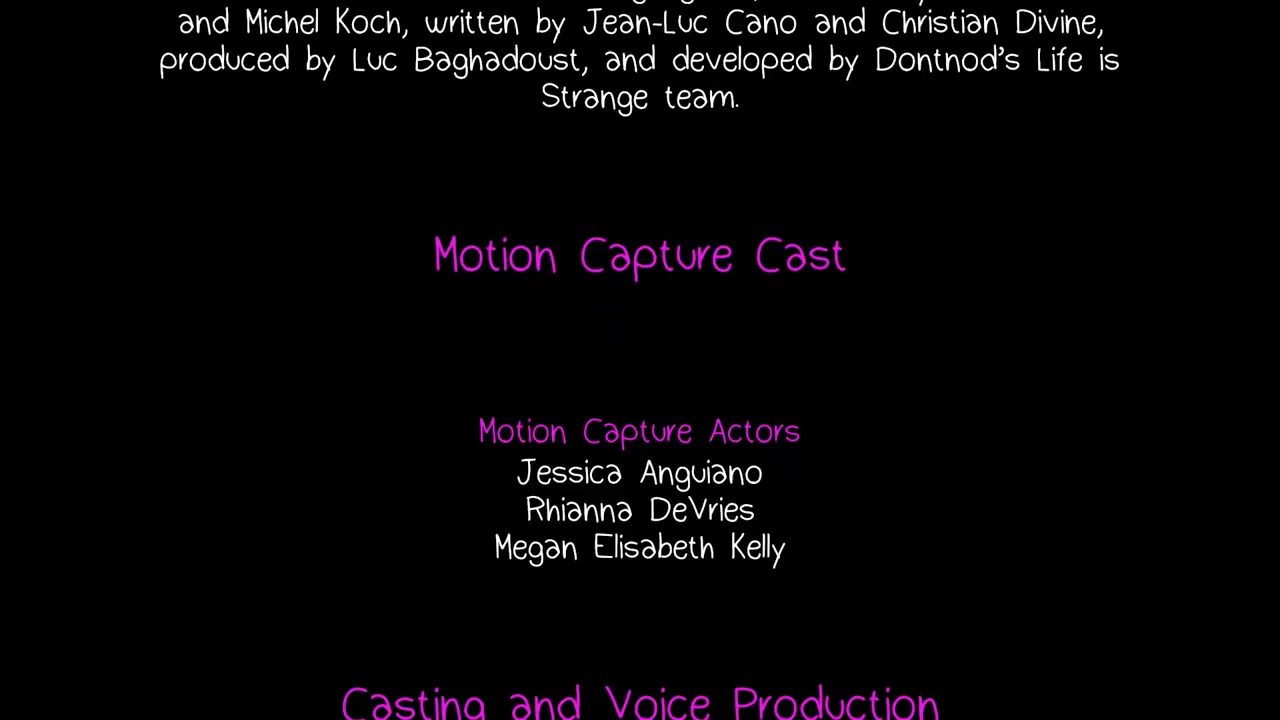 and Michel Koch, written by Jean-Luc Cano and Christian Divine,
produced by Luc Baghadoust, and developed by Dontnod's Life is
Strange team.
Motion Capture Cast
Motion Capture Actors
Jessica Anguiano
Rhianna DeVries
Megan Elisabeth Kelly
Casting and Voice Production